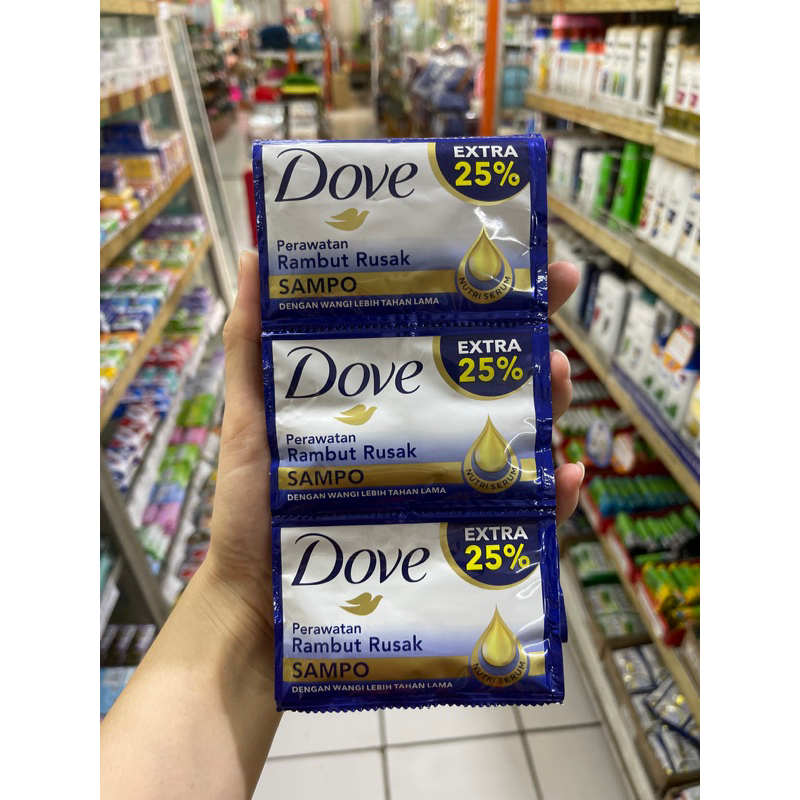 Dove
EXTRA
25%
Perawatan
Rambut Rusak
SAMPO
DENGAN WANGI LEBIH TAHAN LAMA
NUTRI SERUM
Dove
EXTRA
25%
Perawatan
Rambut Rusak
SAMPO
DENGAN WANGI LEBIH TAHAN LAMA
NUTRI SERUM
Dove
EXTRA
25%
Perawatan
Rambut Rusak
SAMPO
DENGAN WANGI LEBIH TAHAN LAMA
NUTRI SERUM